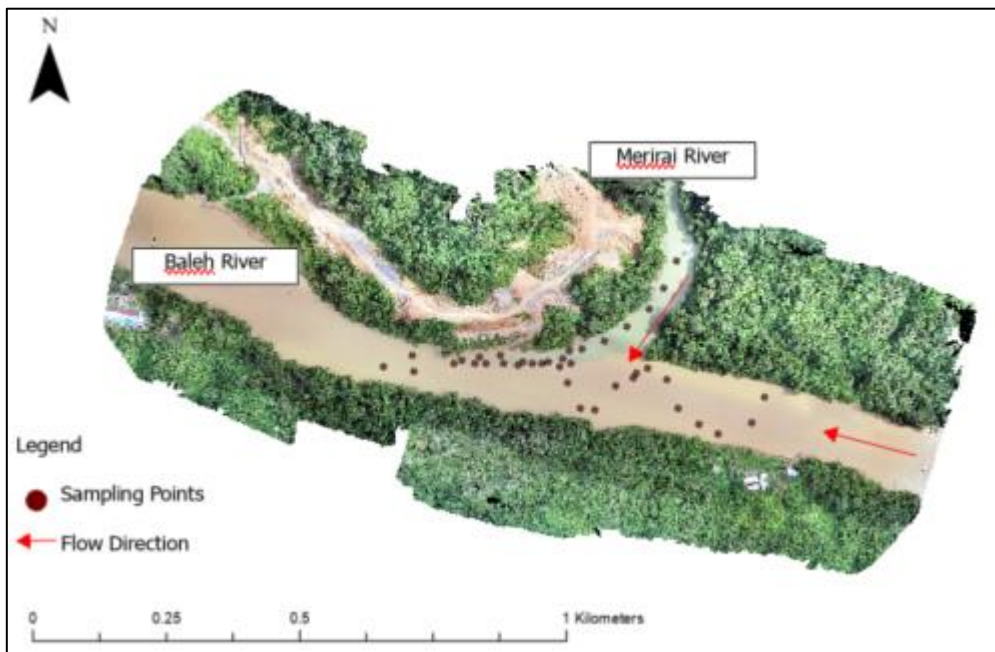 N
Merirai River
Baleh River
Legend
Sampling Points
Flow Direction
0 0.25 0.5 1 Kilometers